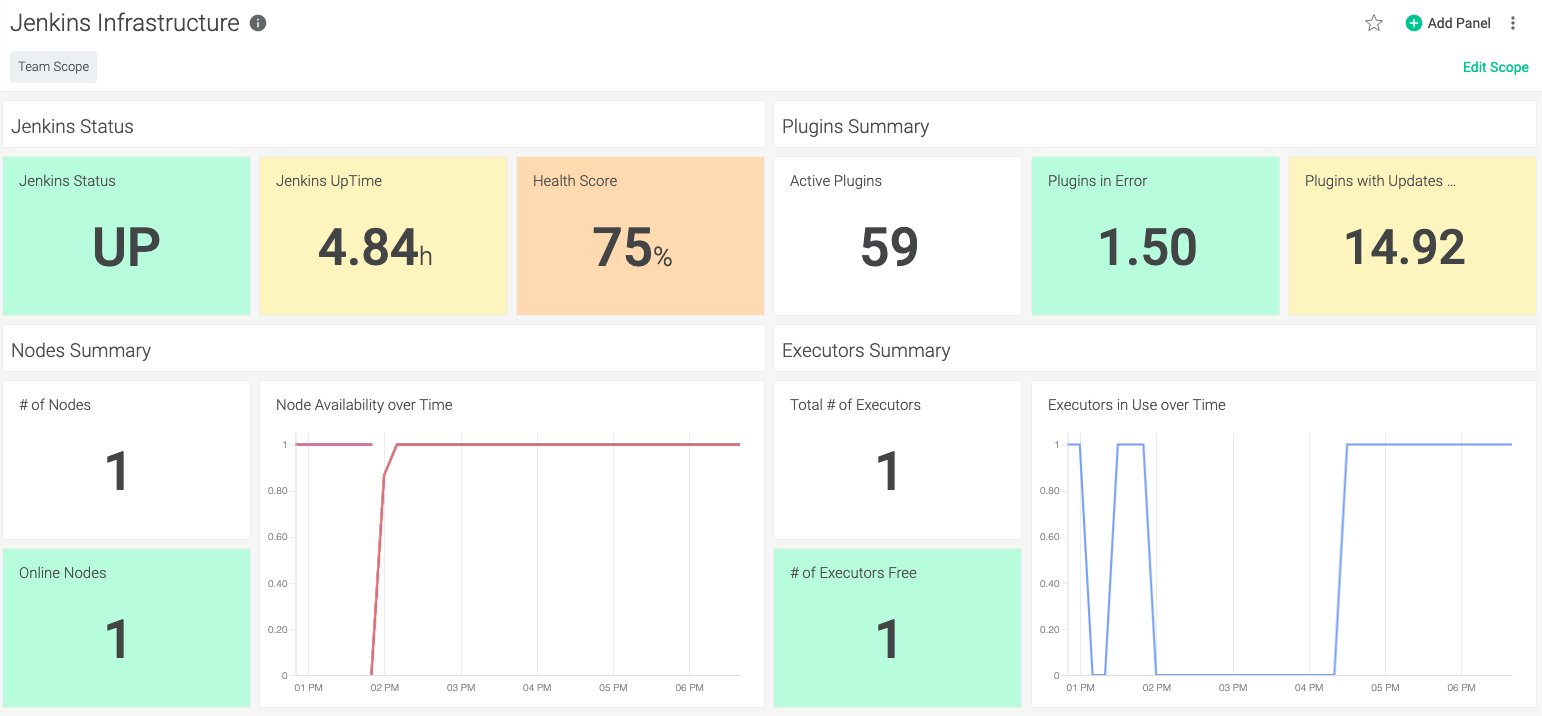 Jenkins Infrastructure
Add Panel
Team Scope
Edit Scope
Jenkins Status
Plugins Summary
Jenkins Status
UP
Jenkins UpTime
4.84h
Health Score
75%
Active Plugins
59
Plugins in Error
1.50
Plugins with Updates ...
14.92
Nodes Summary
Executors Summary
# of Nodes
1
Online Nodes
1
Node Availability over Time
1
0.80
0.60
0.40
0.20
0
01 PM 02 PM 03 PM 04 PM 05 PM 06 PM
Total # of Executors
1
# of Executors Free
1
Executors in Use over Time
1
0.80
0.60
0.40
0.20
0
01 PM 02 PM 03 PM 04 PM 05 PM 06 PM